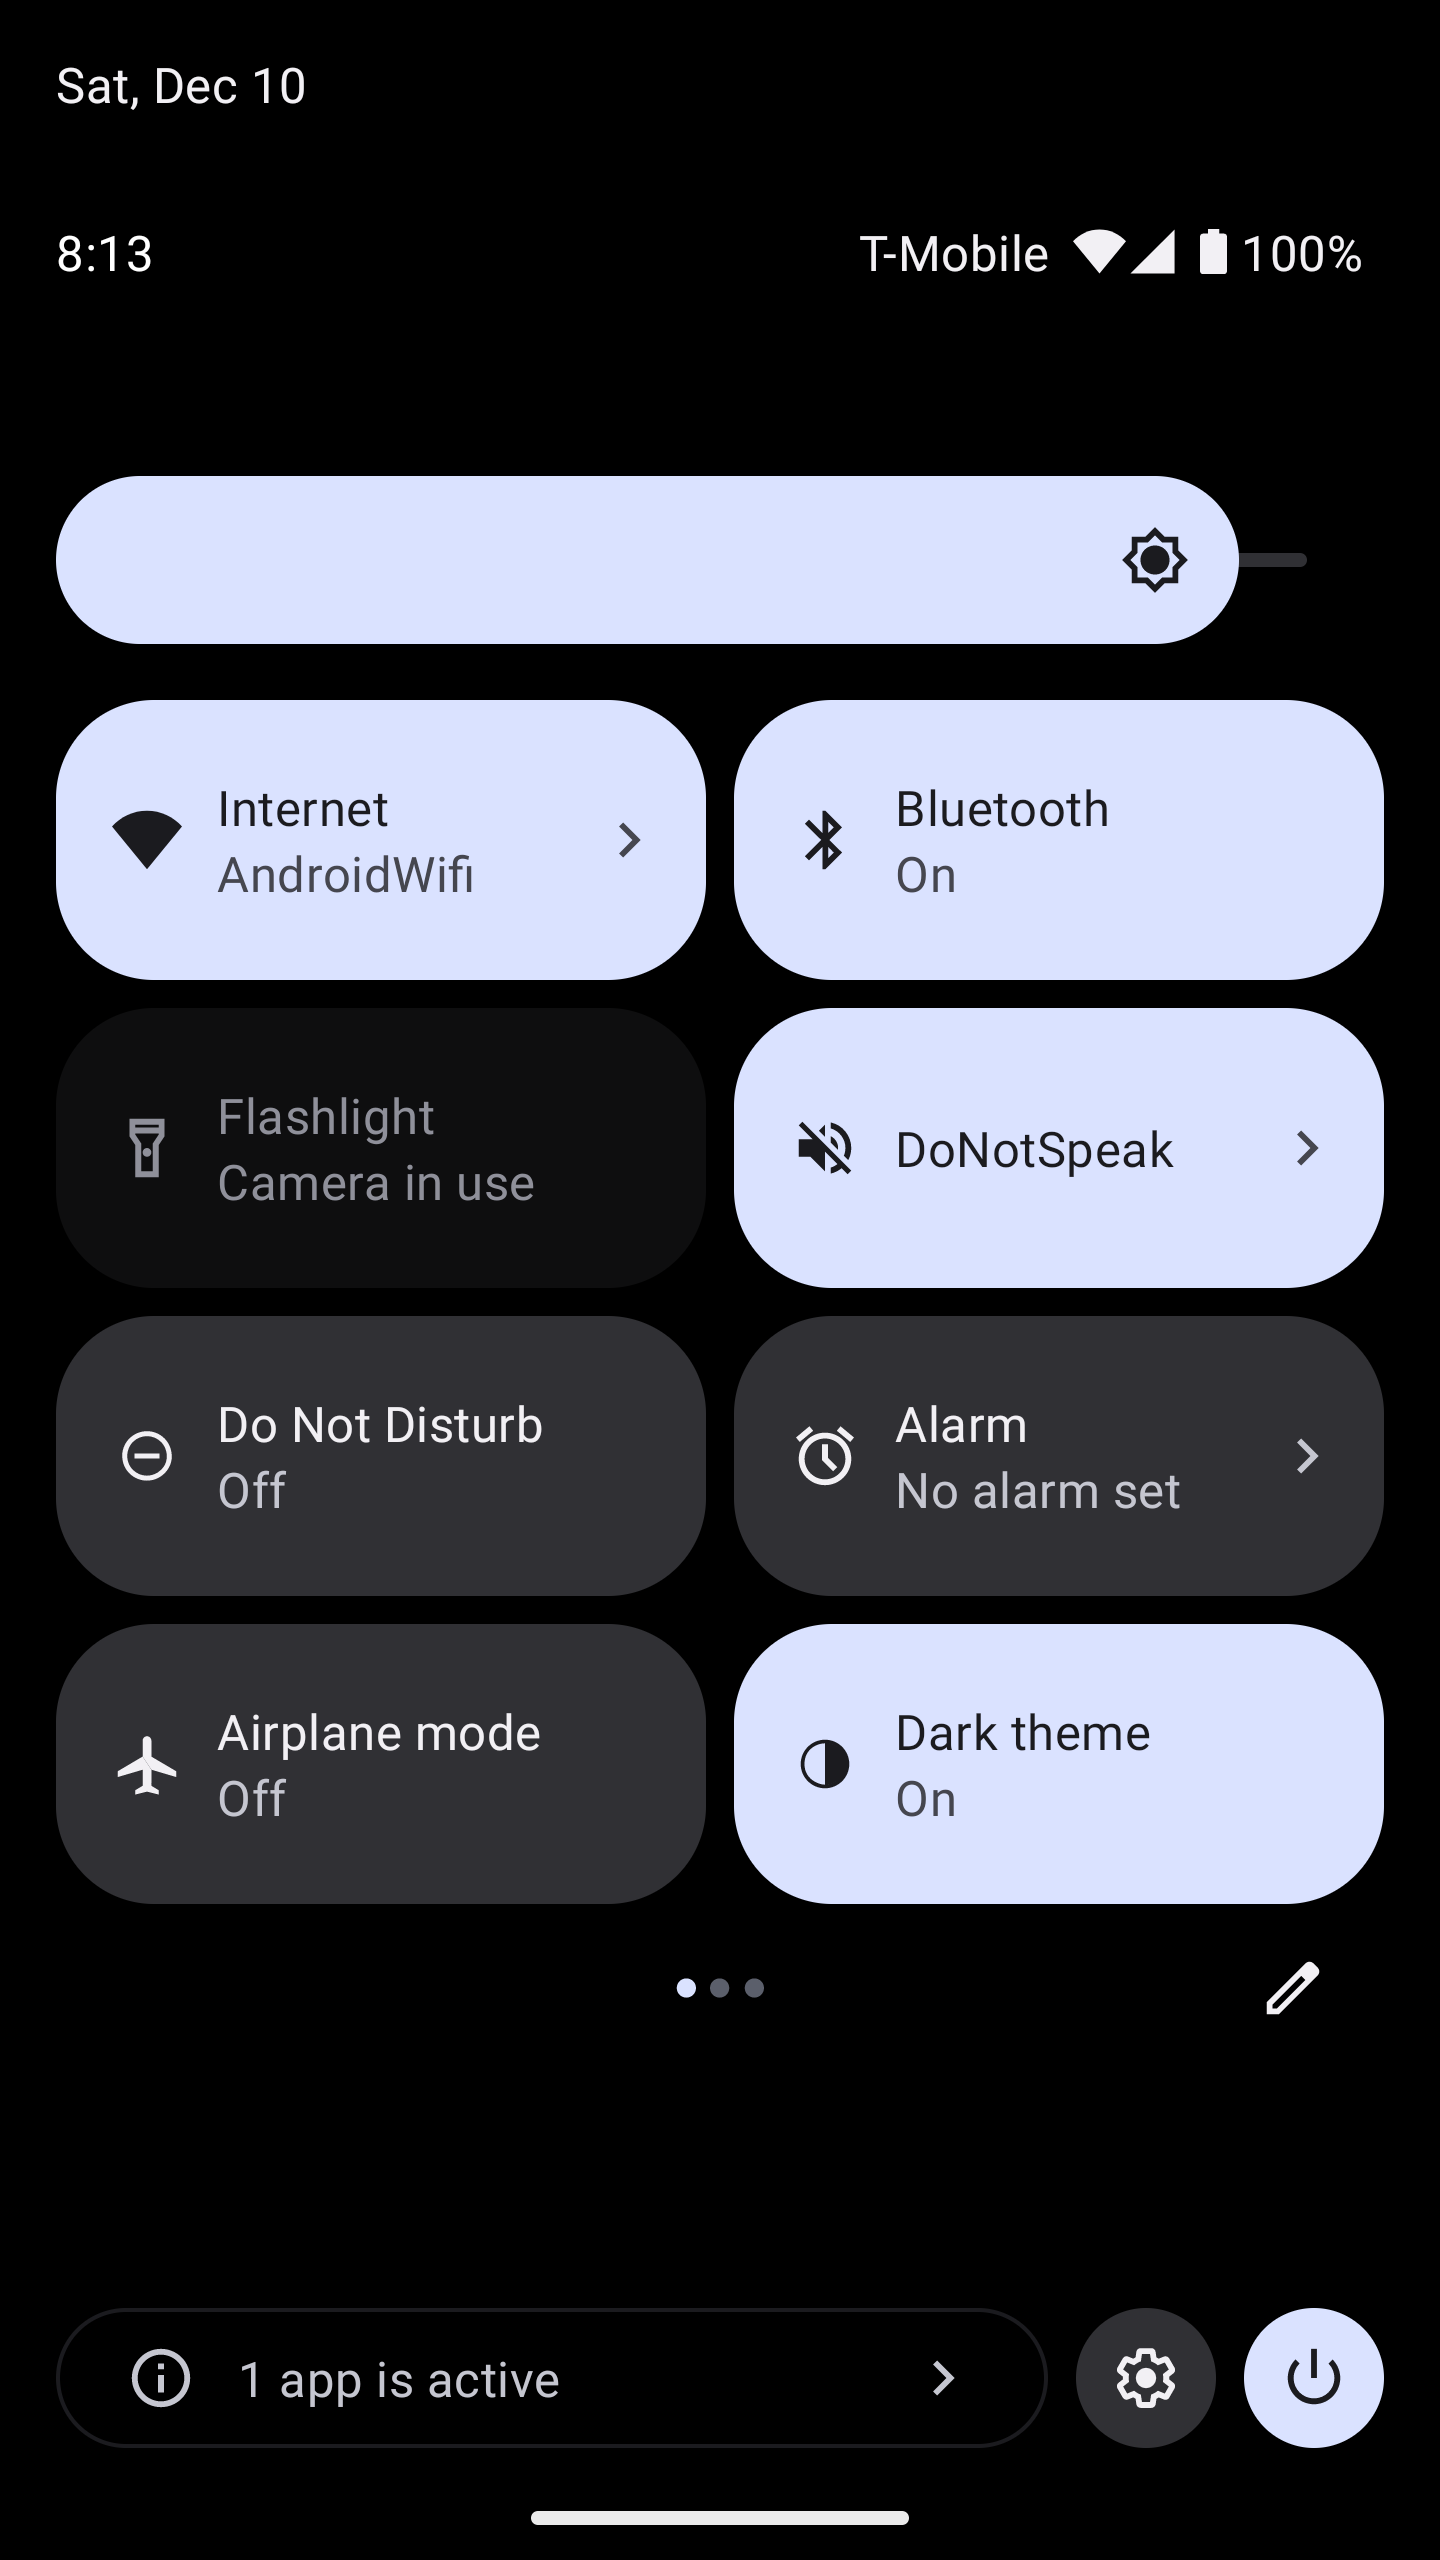 Sat, Dec 10
8:13
T-Mobile 100%
Internet
AndroidWifi
Bluetooth
On
Flashlight
Camera in use
DoNotSpeak
Do Not Disturb
Off
Alarm
No alarm set
Airplane mode
Off
Dark theme
On
1 app is active